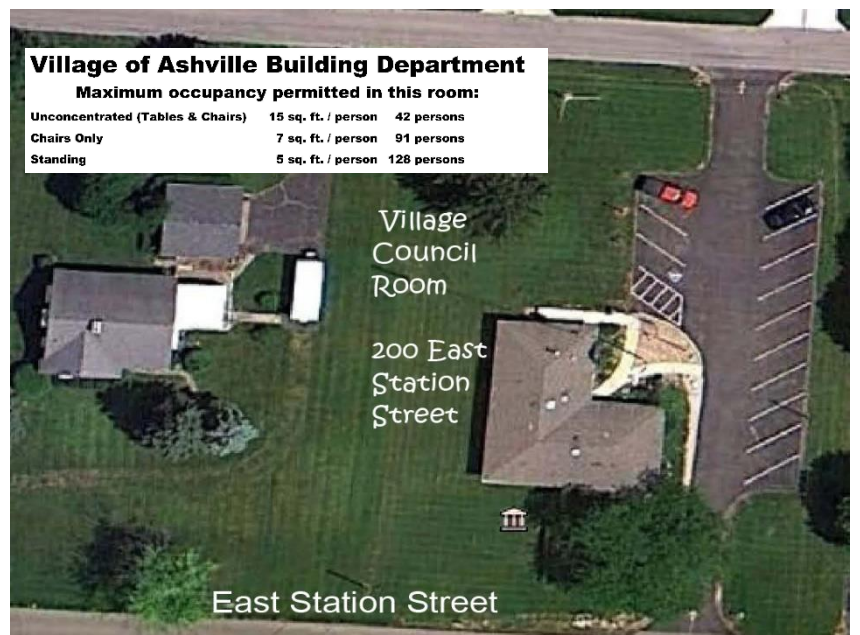 Village of Ashville Building Department
Maximum occupancy permitted in this room:
Unconcentrated (Tables & Chairs) 15 sq. ft. / person 42 persons
Chairs Only 7 sq. ft. / person 91 persons
Standing 5 sq. ft. / person 128 persons
Village
Council
Room
200 East
Station
Street
East Station Street